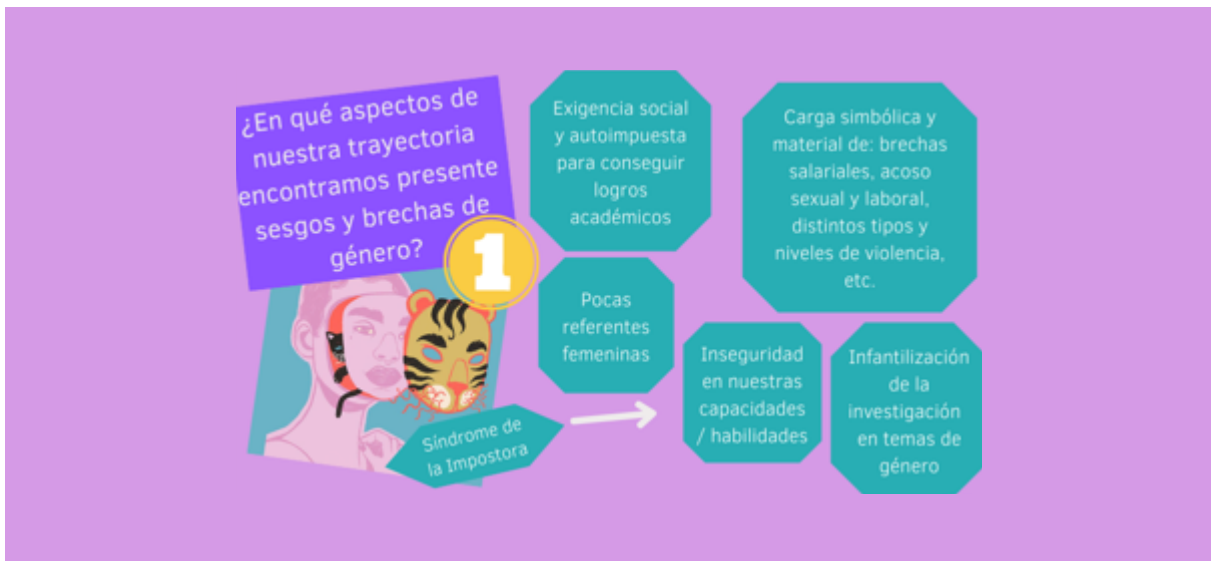 ¿En qué aspectos de
nuestra trayectoria
encontramos presente
sesgos y brechas de
género?
1
Exigencia social
y autoimpuesta
para conseguir
logros
académicos
Carga simbólica y
material de: brechas
salariales, acoso
sexual y laboral,
distintos tipos y
niveles de violencia,
etc.
Pocas
referentes
femeninas
Síndrome de
la Impostora
Inseguridad
en nuestras
capacidades
/ habilidades
Infantilización
de la
investigación
en temas de
género